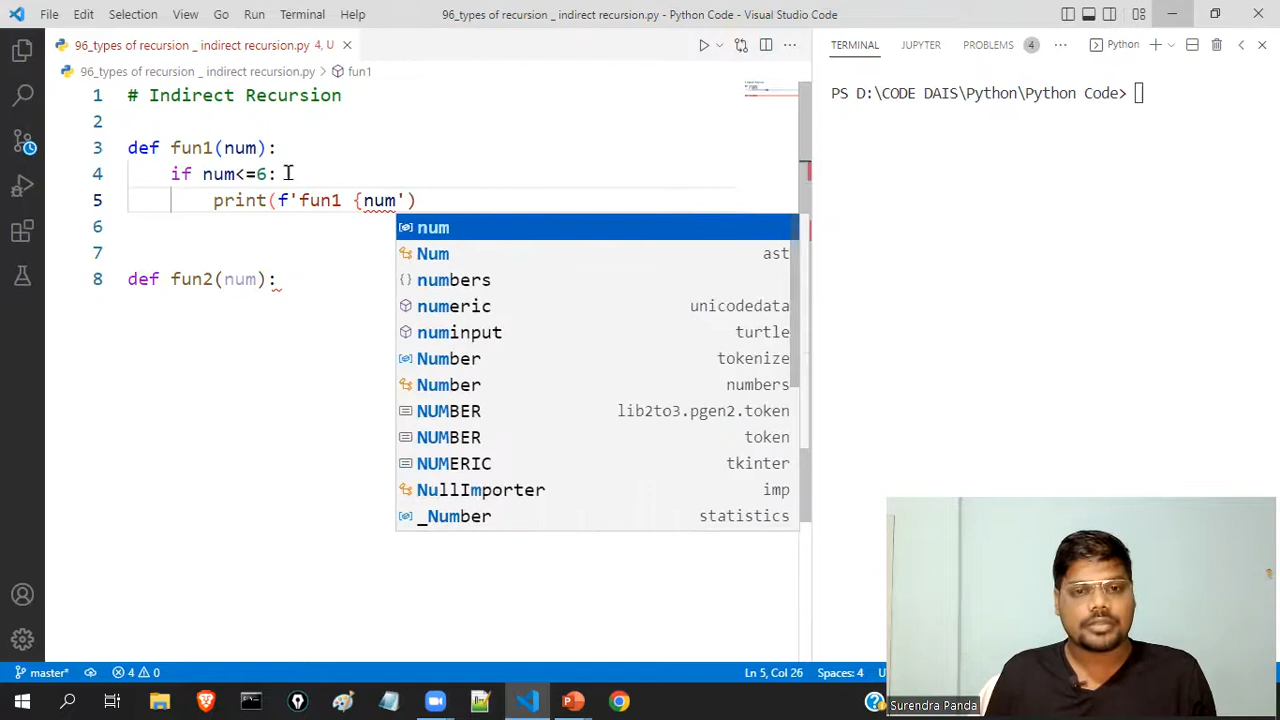 File Edit Selection View Go Run Terminal Help
96_types of recursion _ indirect recursion.py - Python Code - Visual Studio Code
96_types of recursion _ indirect recursion.py 4, U
96_types of recursion _ indirect recursion.py > fun1
1 # Indirect Recursion
2
3 def fun1(num):
4 if num<=6:
5 print(f'fun1 {num')
6
7
8 def fun2(num):
num
Num ast
numbers
numeric unicodedata
numinput turtle
Number tokenize
Number numbers
NUMBER lib2to3.pgen2.token
NUMBER token
NUMERIC tkinter
NullImporter imp
_Number statistics
TERMINAL JUPYTER PROBLEMS 4 Python
PS D:\CODE DAIS\Python\Python Code>
master* 4 0 Ln 5, Col 26 Spaces: 4
Surendra Panda